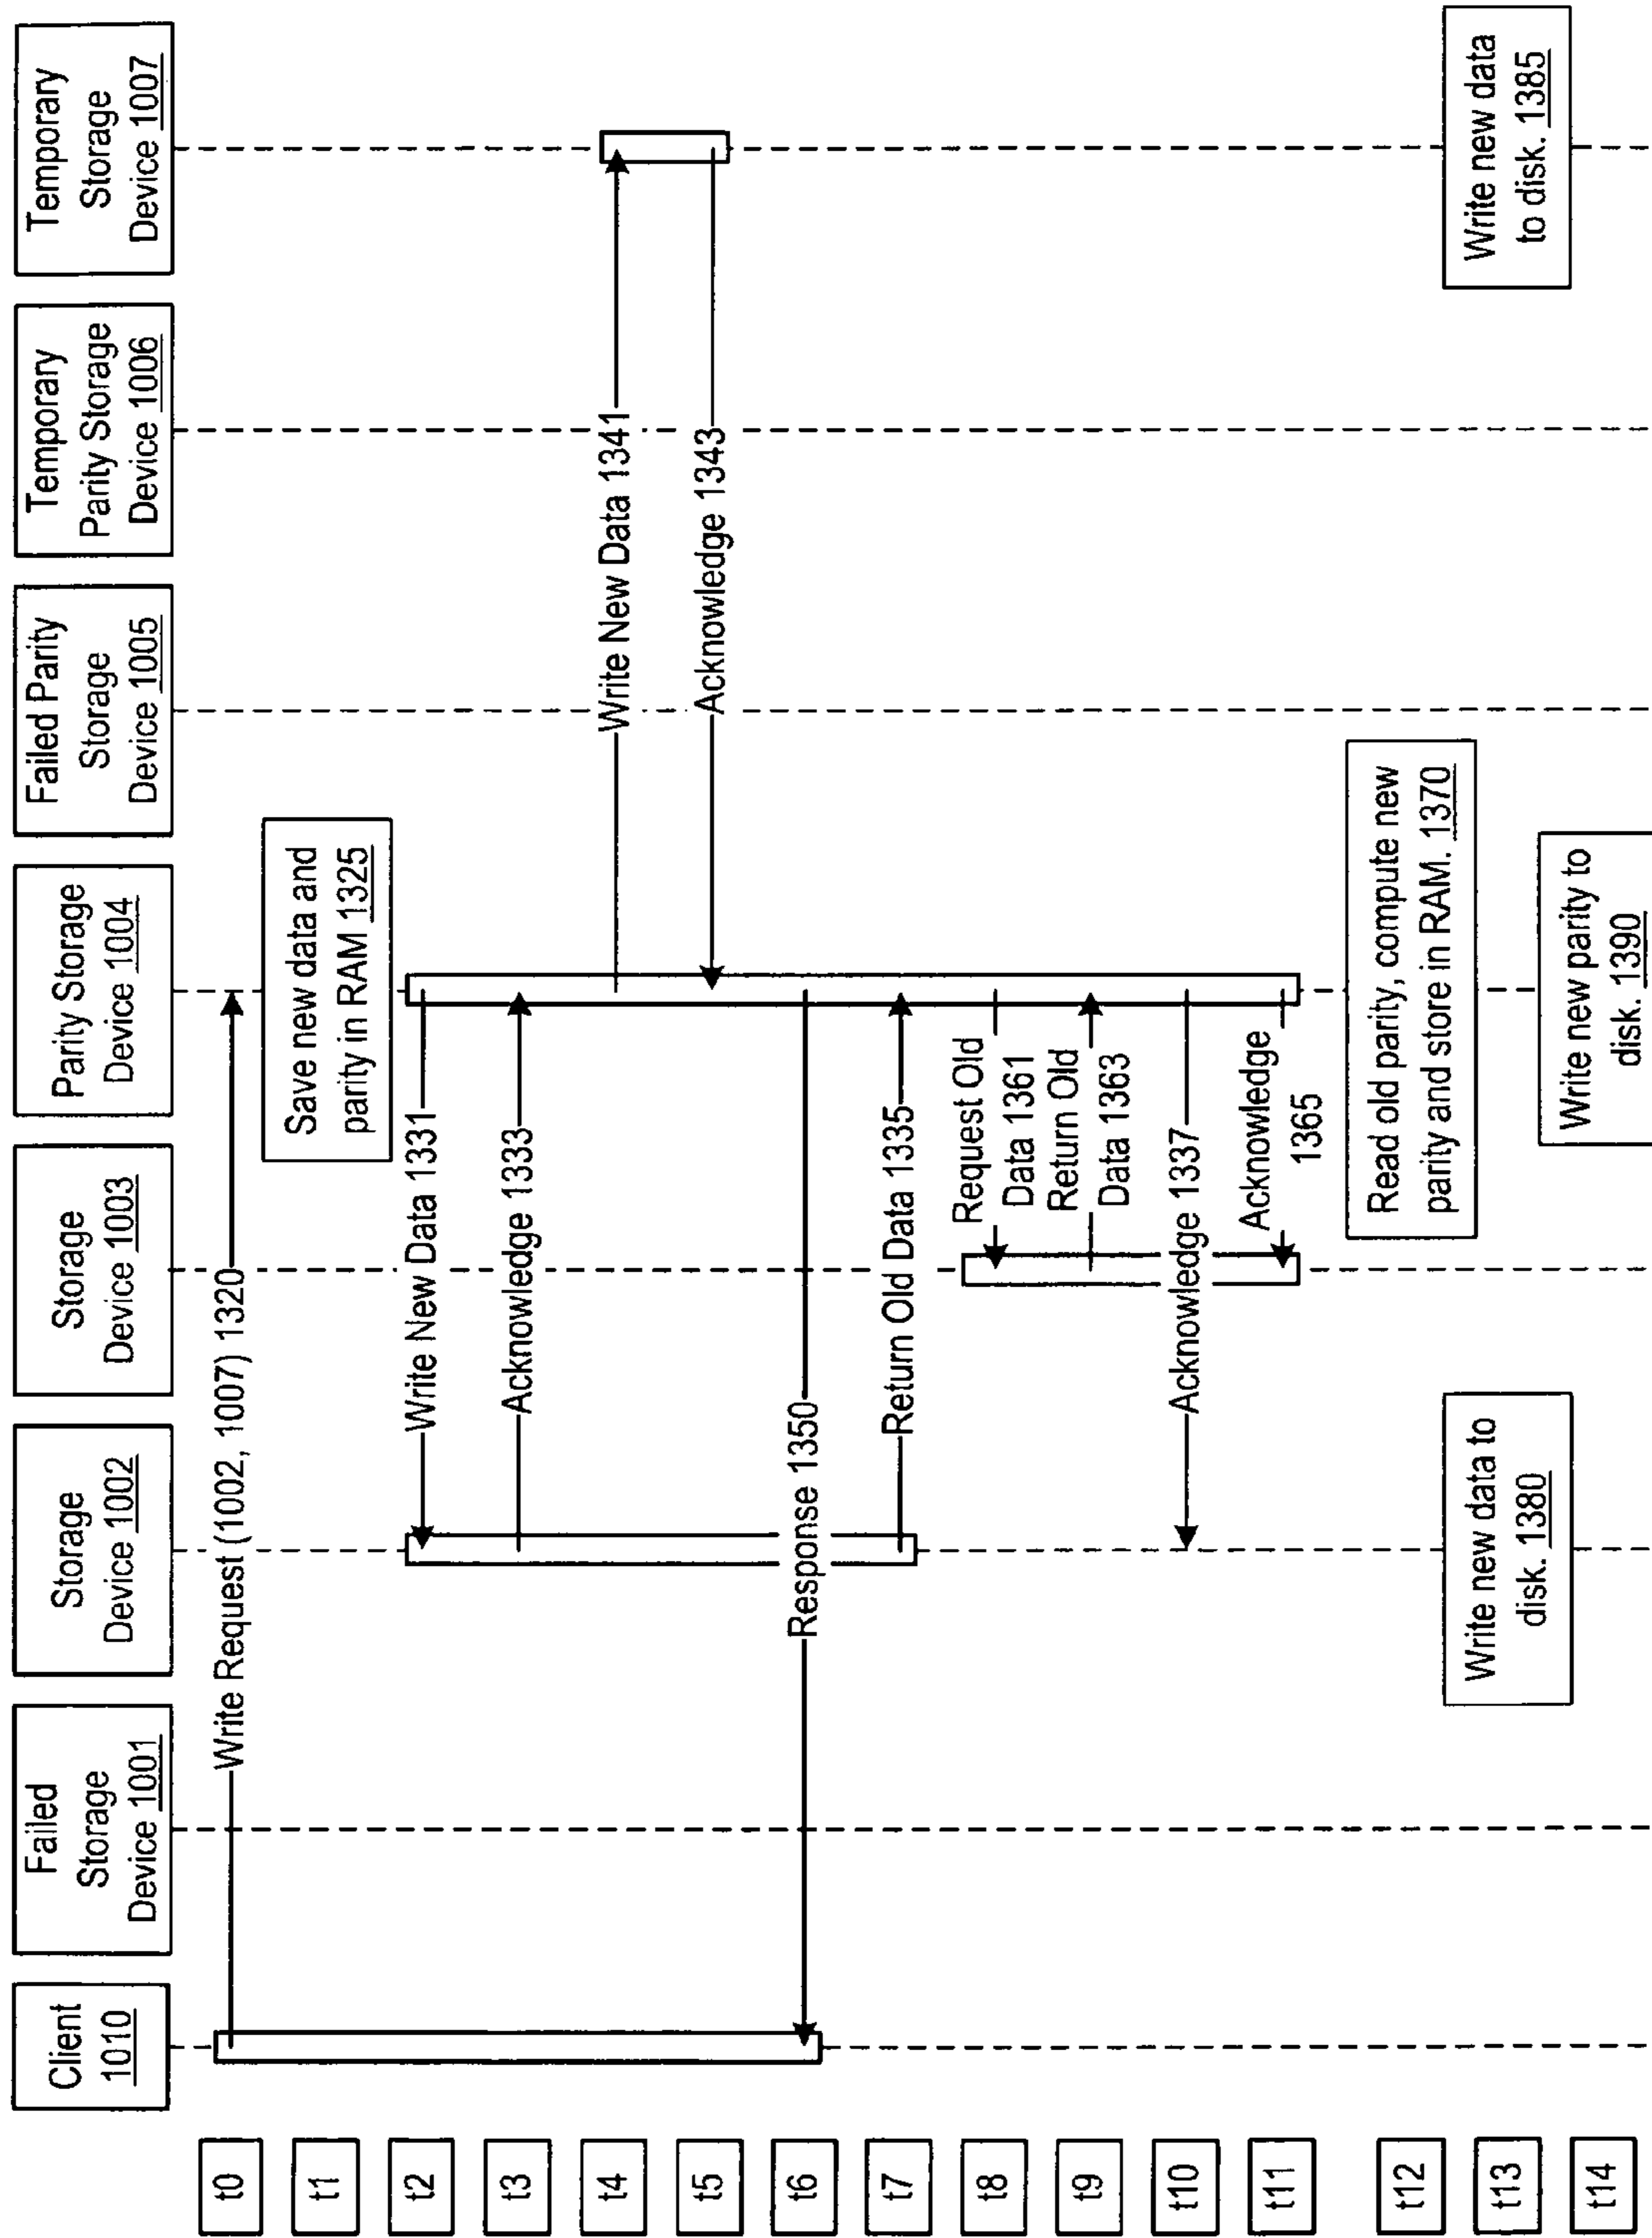 Client
1010
Failed
Storage
Device 1001
Storage
Device 1002
Storage
Device 1003
Parity Storage
Device 1004
Failed Parity
Storage
Device 1005
Temporary
Parity Storage
Device 1006
Temporary
Storage
Device 1007
t0
Write Request (1002, 1007) 1320
t1
Save new data and
parity in RAM 1325
t2
Write New Data 1331
t3
Acknowledge 1333
t4
Write New Data 1341
t5
Acknowledge 1343
t6
Response 1350
t7
Return Old Data 1335
t8
Request Old
Data 1361
t9
Return Old
Data 1363
t10
Acknowledge 1337
t11
Acknowledge
1365
t12
Read old parity, compute new
parity and store in RAM. 1370
t13
Write new data to
disk. 1380
Write new data
to disk. 1385
t14
Write new parity to
disk. 1390